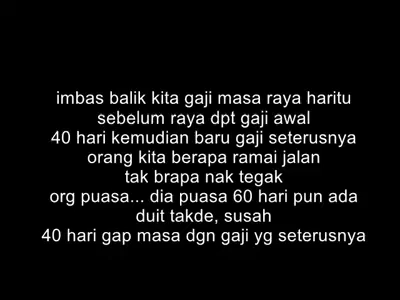 imbas balik kita gaji masa raya haritu
sebelum raya dpt gaji awal
40 hari kemudian baru gaji seterusnya
orang kita berapa ramai jalan
tak brapa nak tegak
org puasa... dia puasa 60 hari pun ada
duit takde, susah
40 hari gap masa dgn gaji yg seterusnya